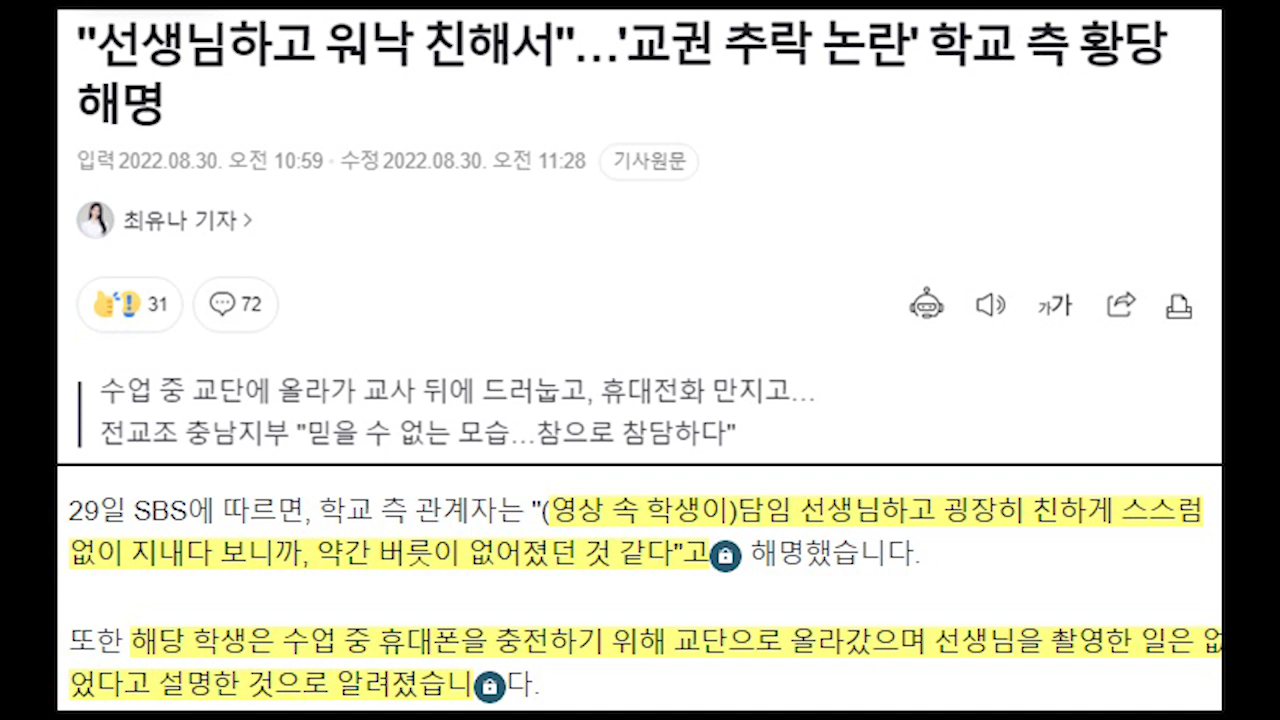 "선생님하고 워낙 친해서"…'교권 추락 논란' 학교 측 황당
해명
입력 2022.08.30. 오전 10:59 · 수정 2022.08.30. 오전 11:28 기사원문
최유나 기자 >
31 72
가가
수업 중 교단에 올라가 교사 뒤에 드러눕고, 휴대전화 만지고…
전교조 충남지부 "믿을 수 없는 모습…참으로 참담하다"
29일 SBS에 따르면, 학교 측 관계자는 "(영상 속 학생이)담임 선생님하고 굉장히 친하게 스스럼
없이 지내다 보니까, 약간 버릇이 없어졌던 것 같다"고 해명했습니다.
또한 해당 학생은 수업 중 휴대폰을 충전하기 위해 교단으로 올라갔으며 선생님을 촬영한 일은 없
었다고 설명한 것으로 알려졌습니다.